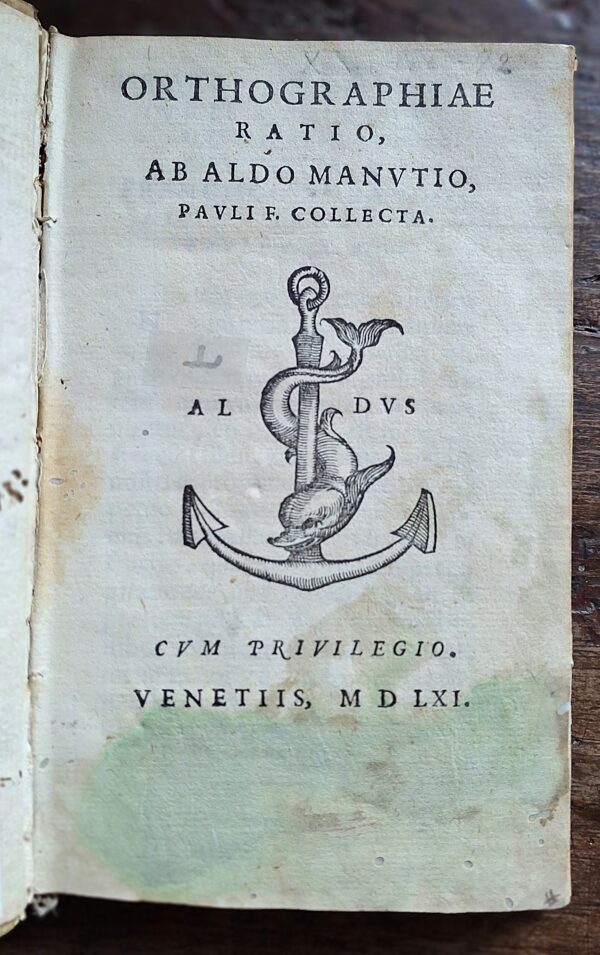 ORTHOGRAPHIAE
RATIO,
AB ALDO MANVTIO,
PAVLI F. COLLECTA.
AL DVS
CVM PRIVILEGIO.
VENETIIS, M D LXI.